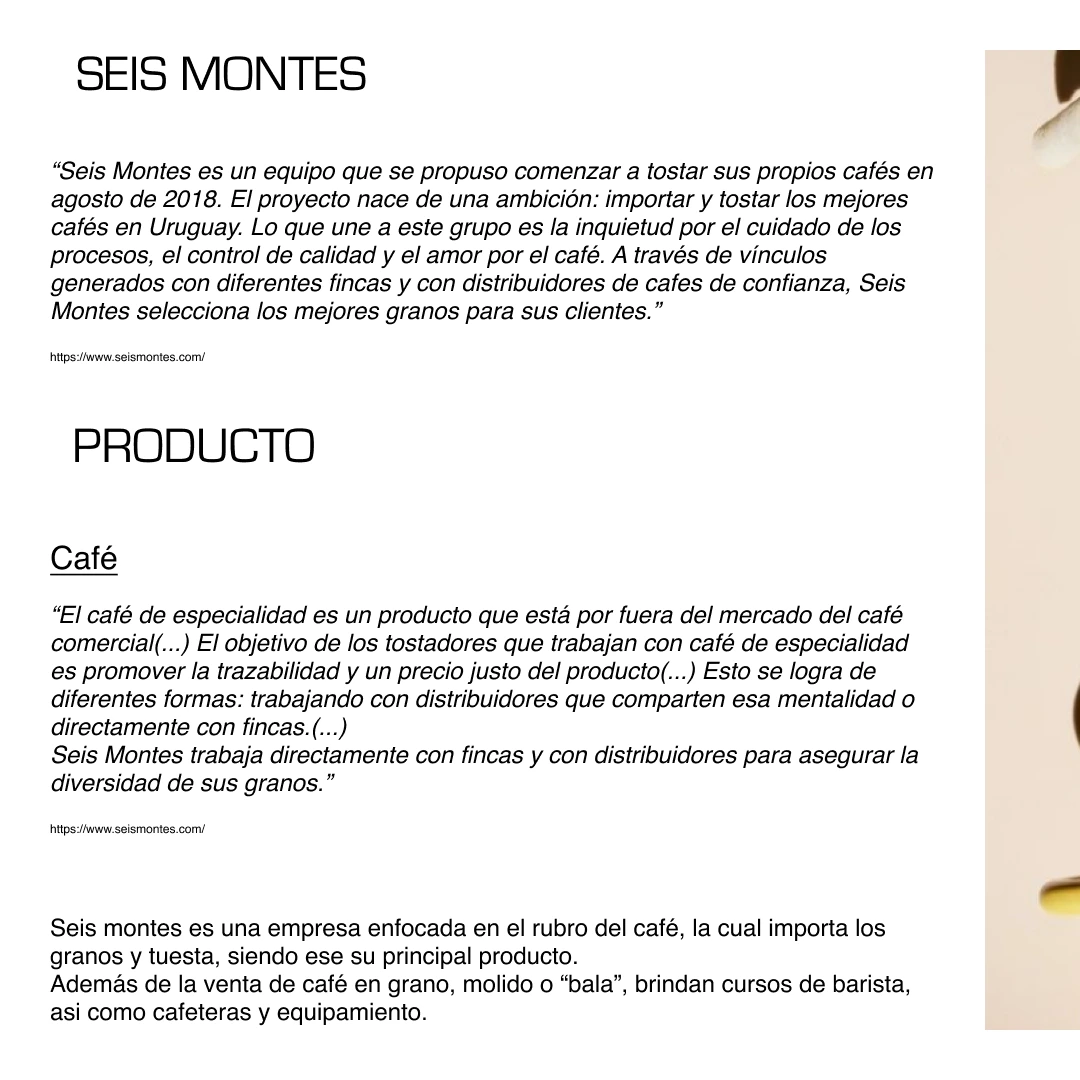 SEIS MONTES
“Seis Montes es un equipo que se propuso comenzar a tostar sus propios cafés en
agosto de 2018. El proyecto nace de una ambición: importar y tostar los mejores
cafés en Uruguay. Lo que une a este grupo es la inquietud por el cuidado de los
procesos, el control de calidad y el amor por el café. A través de vínculos
generados con diferentes fincas y con distribuidores de cafes de confianza, Seis
Montes selecciona los mejores granos para sus clientes.”
https://www.seismontes.com/
PRODUCTO
Café
“El café de especialidad es un producto que está por fuera del mercado del café
comercial(...) El objetivo de los tostadores que trabajan con café de especialidad
es promover la trazabilidad y un precio justo del producto(...) Esto se logra de
diferentes formas: trabajando con distribuidores que comparten esa mentalidad o
directamente con fincas.(...)
Seis Montes trabaja directamente con fincas y con distribuidores para asegurar la
diversidad de sus granos.”
https://www.seismontes.com/
Seis montes es una empresa enfocada en el rubro del café, la cual importa los
granos y tuesta, siendo ese su principal producto.
Además de la venta de café en grano, molido o “bala”, brindan cursos de barista,
asi como cafeteras y equipamiento.